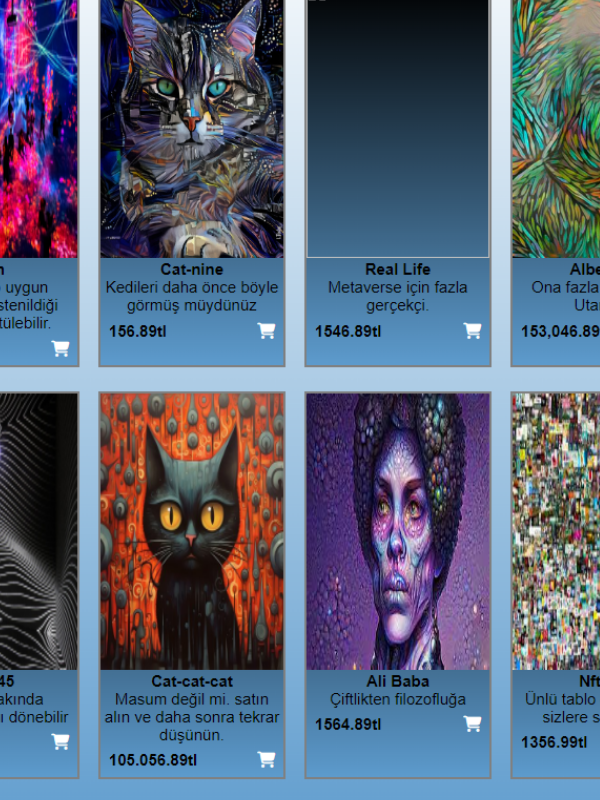 n
Cat-nine
Real Life
Albe
uygun
Kedileri daha önce böyle
Metaverse için fazla
Ona fazla
stenildiği
görmüş müydünüz
gerçekçi.
Utar
tülebilir.
156.89tl
1546.89tl
153,046.89
45
Cat-cat-cat
Ali Baba
Nft
akında
Masum değil mi. satın
Çiftlikten filozofluğa
Ünlü tablo
ı dönebilir
alın ve daha sonra tekrar
sizlere s
düşünün.
1564.89tl
1356.99tl
105.056.89tl